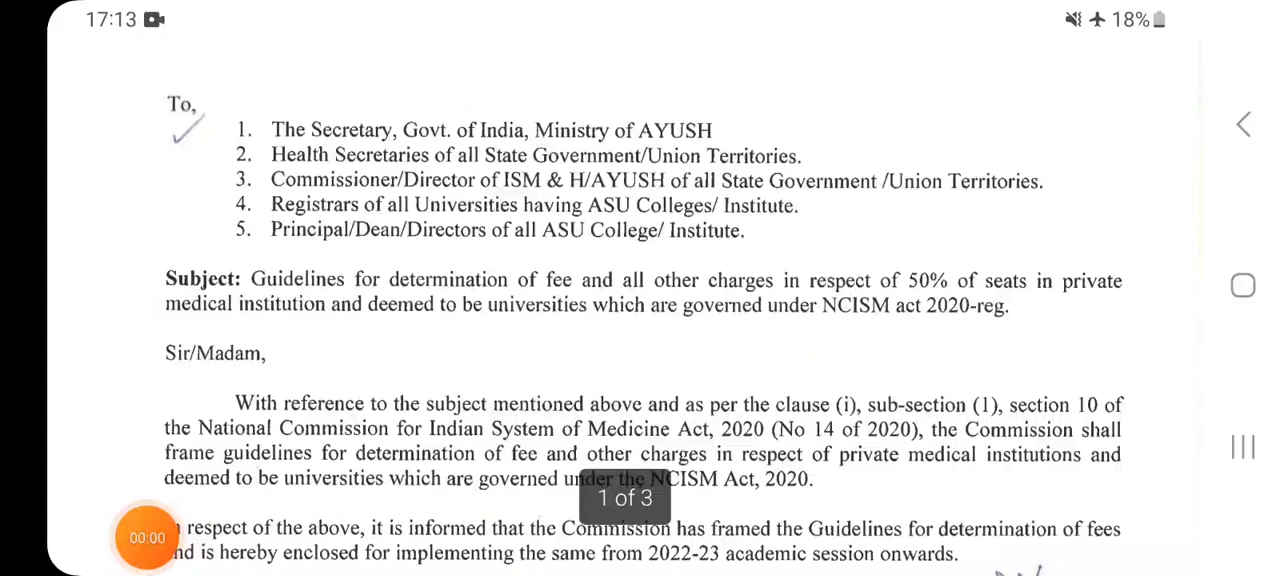 17:13
18%
To,
1. The Secretary, Govt. of India, Ministry of AYUSH
2. Health Secretaries of all State Government/Union Territories.
3. Commissioner/Director of ISM & H/AYUSH of all State Government /Union Territories.
4. Registrars of all Universities having ASU Colleges/ Institute.
5. Principal/Dean/Directors of all ASU College/ Institute.
Subject: Guidelines for determination of fee and all other charges in respect of 50% of seats in private
medical institution and deemed to be universities which are governed under NCISM act 2020-reg.
Sir/Madam,
With reference to the subject mentioned above and as per the clause (i), sub-section (1), section 10 of
the National Commission for Indian System of Medicine Act, 2020 (No 14 of 2020), the Commission shall
frame guidelines for determination of fee and other charges in respect of private medical institutions and
deemed to be universities which are governed under the NCISM Act, 2020.
1 of 3
respect of the above, it is informed that the Commission has framed the Guidelines for determination of fees
00:00
nd is hereby enclosed for implementing the same from 2022-23 academic session onwards.